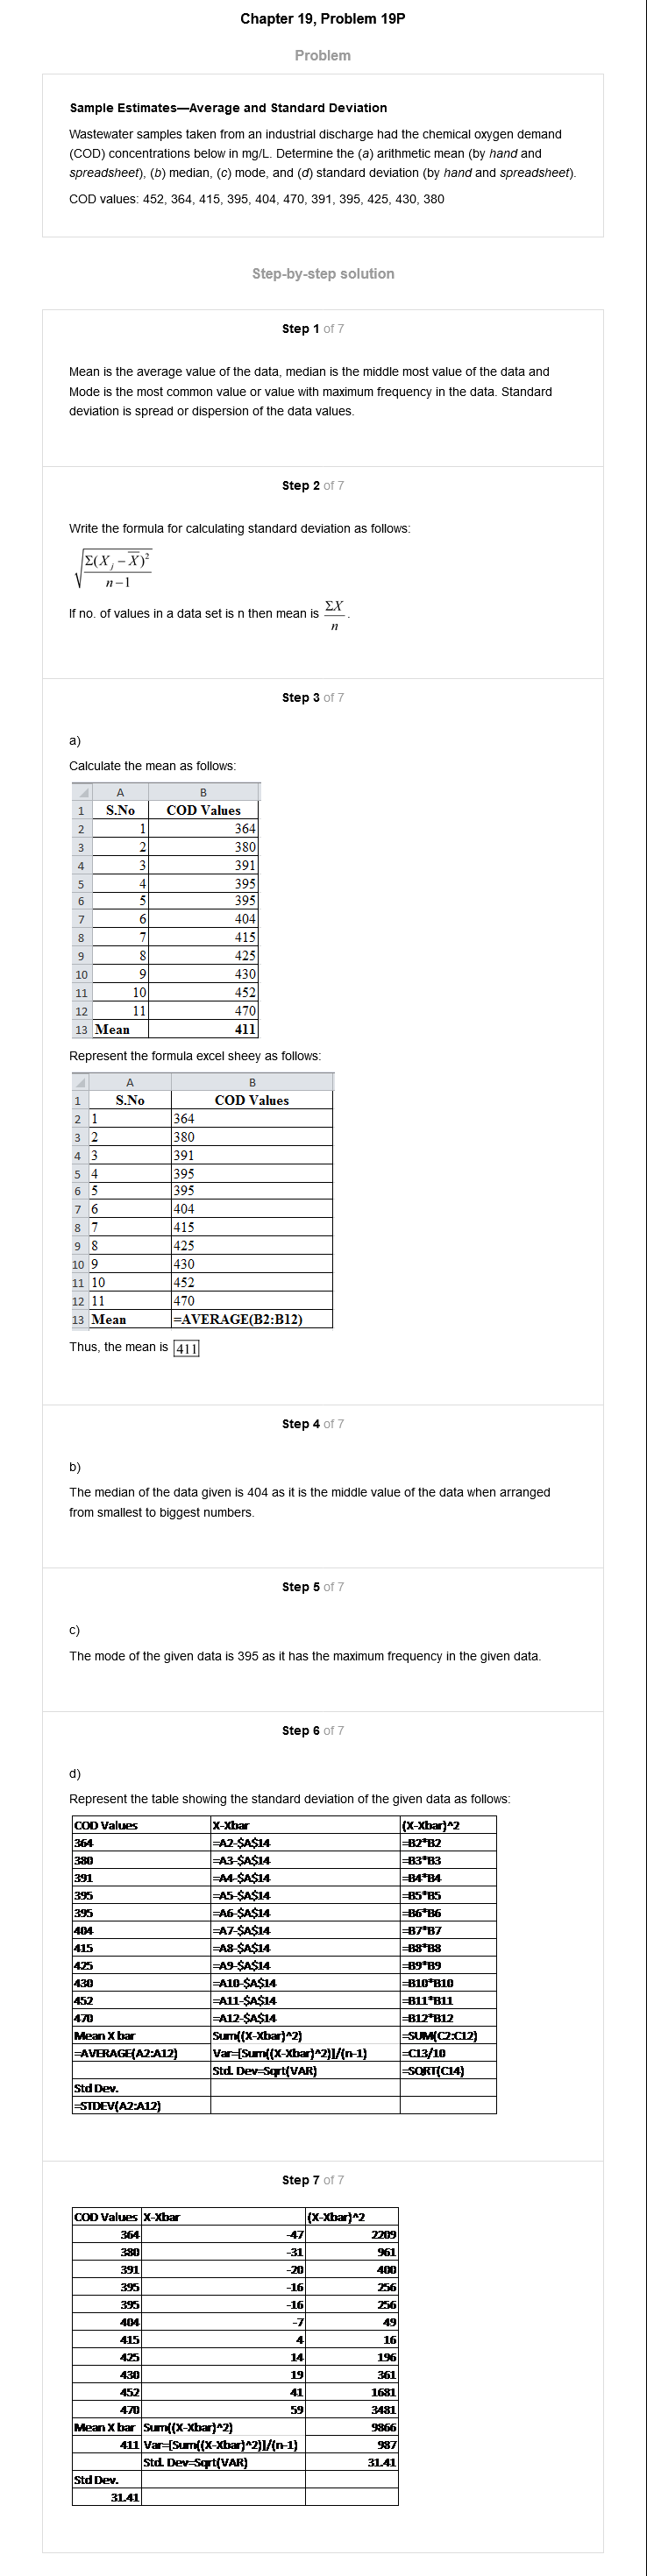 Chapter 19, Problem 19P
Problem
Sample Estimates—Average and Standard Deviation
Wastewater samples taken from an industrial discharge had the chemical oxygen demand
(COD) concentrations below in mg/L. Determine the (a) arithmetic mean (by hand and
spreadsheet), (b) median, (c) mode, and (d) standard deviation (by hand and spreadsheet).
COD values: 452, 364, 415, 395, 404, 470, 391, 395, 425, 430, 380
Step-by-step solution
Step 1 of 7
Mean is the average value of the data, median is the middle most value of the data and
Mode is the most common value or value with maximum frequency in the data. Standard
deviation is spread or dispersion of the data values.
Step 2 of 7
Write the formula for calculating standard deviation as follows:
√(Σ(X_j − X̄)² / (n−1))
If no. of values in a data set is n then mean is ΣX/n.
Step 3 of 7
a)
Calculate the mean as follows:
A B
1 S.No COD Values
2 1 364
3 2 380
4 3 391
5 4 395
6 5 395
7 6 404
8 7 415
9 8 425
10 9 430
11 10 452
12 11 470
13 Mean 411
Represent the formula excel sheey as follows:
A B
1 S.No COD Values
2 1 364
3 2 380
4 3 391
5 4 395
6 5 395
7 6 404
8 7 415
9 8 425
10 9 430
11 10 452
12 11 470
13 Mean =AVERAGE(B2:B12)
Thus, the mean is 411
Step 4 of 7
b)
The median of the data given is 404 as it is the middle value of the data when arranged
from smallest to biggest numbers.
Step 5 of 7
c)
The mode of the given data is 395 as it has the maximum frequency in the given data.
Step 6 of 7
d)
Represent the table showing the standard deviation of the given data as follows:
COD Values X-Xbar (X-Xbar)^2
364 =A2-$A$14 =B2*B2
380 =A3-$A$14 =B3*B3
391 =A4-$A$14 =B4*B4
395 =A5-$A$14 =B5*B5
395 =A6-$A$14 =B6*B6
404 =A7-$A$14 =B7*B7
415 =A8-$A$14 =B8*B8
425 =A9-$A$14 =B9*B9
430 =A10-$A$14 =B10*B10
452 =A11-$A$14 =B11*B11
470 =A12-$A$14 =B12*B12
Mean X bar Sum((X-Xbar)^2) =SUM(C2:C12)
=AVERAGE(A2:A12) Var=[Sum((X-Xbar)^2)]/(n-1) =C13/10
Std. Dev=Sqrt(VAR) =SQRT(C14)
Std Dev.
=STDEV(A2:A12)
Step 7 of 7
COD Values X-Xbar (X-Xbar)^2
364 -47 2209
380 -31 961
391 -20 400
395 -16 256
395 -16 256
404 -7 49
415 4 16
425 14 196
430 19 361
452 41 1681
470 59 3481
Mean X bar Sum((X-Xbar)^2) 9866
411 Var=[Sum((X-Xbar)^2)]/(n-1) 987
Std. Dev=Sqrt(VAR) 31.41
Std Dev.
31.41